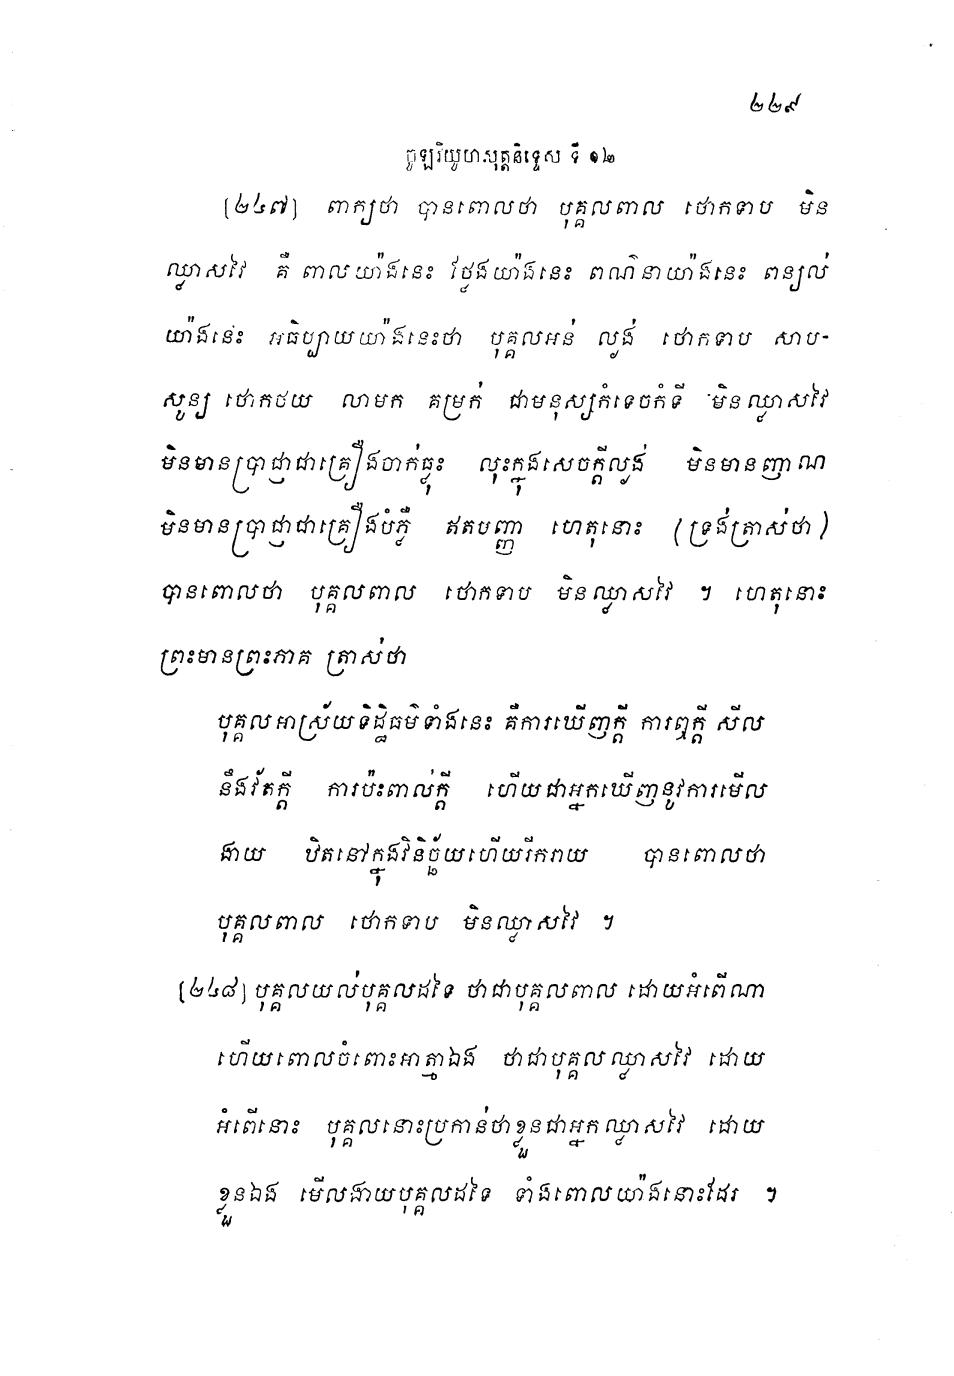 ២២៩
ចូឡវិយូហសុត្តនិទ្ទេស ទី ១២
[២៤៧] ពាក្យថា បានពោលថា បុគ្គលពាល ថោកទាប មិន
ឈ្លាសវៃ គឺ ពោលយ៉ាងនេះ ថ្លែងយ៉ាងនេះ ពណ៌នាយ៉ាងនេះ ពន្យល់
យ៉ាងនេះ អធិប្បាយយ៉ាងនេះថា បុគ្គលអន់ ល្ងង់ ថោកទាប សាប-
សូន្យ ថោកថយ លាមក គម្រក់ ជាមនុស្សកំទេចកំទី មិនឈ្លាសវៃ
មិនមានប្រាជ្ញាជាគ្រឿងចាក់ធ្លុះ លុះក្នុងសេចក្តីល្ងង់ មិនមានញាណ
មិនមានប្រាជ្ញាជាគ្រឿងបំភ្លឺ ឥតបញ្ញា ហេតុនោះ (ទ្រង់ត្រាស់ថា)
បានពោលថា បុគ្គលពាល ថោកទាប មិនឈ្លាសវៃ ។ ហេតុនោះ
ព្រះមានព្រះភាគ ត្រាស់ថា
បុគ្គលអាស្រ័យទិដ្ឋិធម៌ទាំងនេះ គឺការឃើញក្តី ការឮក្តី សីល
នឹងវ័តក្តី ការប៉ះពាល់ក្តី ហើយជាអ្នកឃើញនូវការមើល
ងាយ ឋិតនៅក្នុងវិនិច្ឆ័យហើយរីករាយ បានពោលថា
បុគ្គលពាល ថោកទាប មិនឈ្លាសវៃ ។
[២៤៨] បុគ្គលយល់បុគ្គលដទៃ ថាជាបុគ្គលពាល ដោយអំពើណា
ហើយពោលចំពោះអាត្មាឯង ថាជាបុគ្គលឈ្លាសវៃ ដោយ
អំពើនោះ បុគ្គលនោះប្រកាន់ថាខ្លួនជាអ្នកឈ្លាសវៃ ដោយ
ខ្លួនឯង មើលងាយបុគ្គលដទៃ ទាំងពោលយ៉ាងនោះដែរ ។